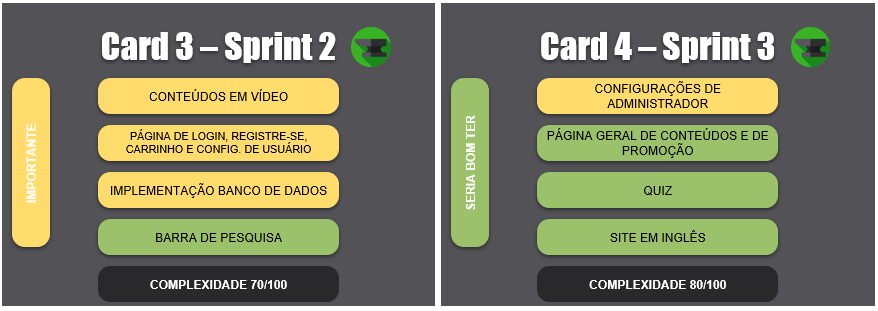 Card 3 – Sprint 2
IMPORTANTE
CONTEÚDOS EM VÍDEO
PÁGINA DE LOGIN, REGISTRE-SE,
CARRINHO E CONFIG. DE USUÁRIO
IMPLEMENTAÇÃO BANCO DE DADOS
BARRA DE PESQUISA
COMPLEXIDADE 70/100
Card 4 – Sprint 3
SERIA BOM TER
CONFIGURAÇÕES DE
ADMINISTRADOR
PÁGINA GERAL DE CONTEÚDOS E DE
PROMOÇÃO
QUIZ
SITE EM INGLÊS
COMPLEXIDADE 80/100